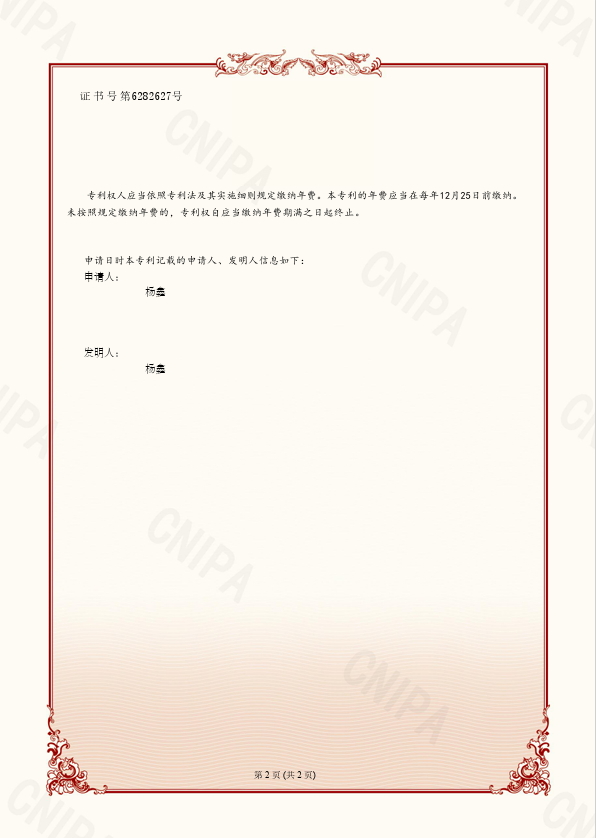 证书号第6282627号
专利权人应当依照专利法及其实施细则规定缴纳年费。本专利的年费应当在每年12月25日前缴纳。
未按照规定缴纳年费的，专利权自应当缴纳年费期满之日起终止。
申请日时本专利记载的申请人、发明人信息如下：
申请人：
杨鑫
发明人：
杨鑫
第 2 页 (共 2 页)
CNIPA
CNIPA
CNIPA
CNIPA
CNIPA
CNIPA
CNIPA
CNIPA